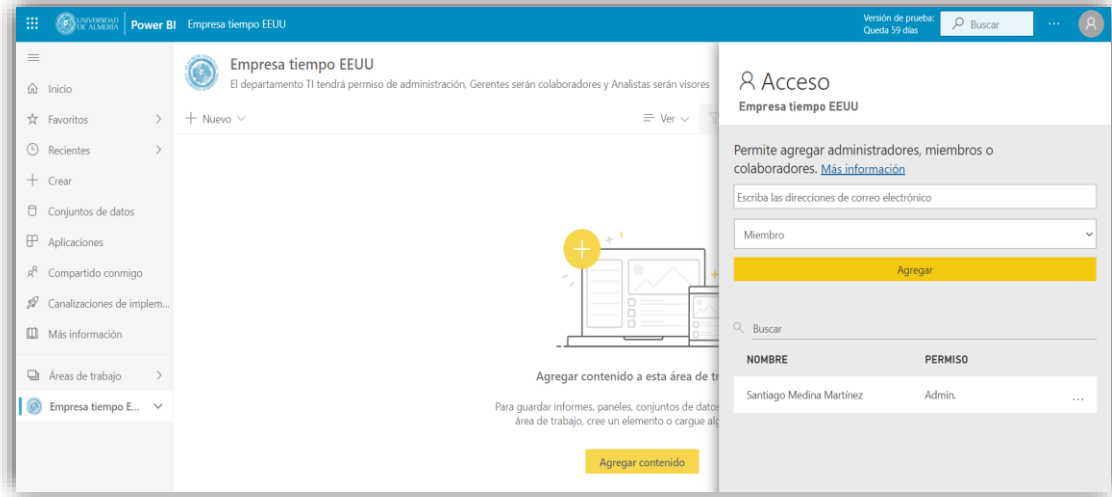 UNIVERSIDAD
DE ALMERÍA
Power BI
Empresa tiempo EEUU
Versión de prueba:
Queda 59 días
Buscar
Inicio
Favoritos
Recientes
Crear
Conjuntos de datos
Aplicaciones
Compartido conmigo
Canalizaciones de implem...
Más información
Áreas de trabajo
Empresa tiempo E...
Empresa tiempo EEUU
El departamento TI tendrá permiso de administración, Gerentes serán colaboradores y Analistas serán visores
Nuevo
Ver
Agregar contenido a esta área de
Para guardar informes, paneles, conjuntos de datos
área de trabajo, cree un elemento o cargue
Agregar contenido
Acceso
Empresa tiempo EEUU
Permite agregar administradores, miembros o
colaboradores. Más información
Escriba las direcciones de correo electrónico
Miembro
Agregar
Buscar
NOMBRE PERMISO
Santiago Medina Martínez Admin. ...